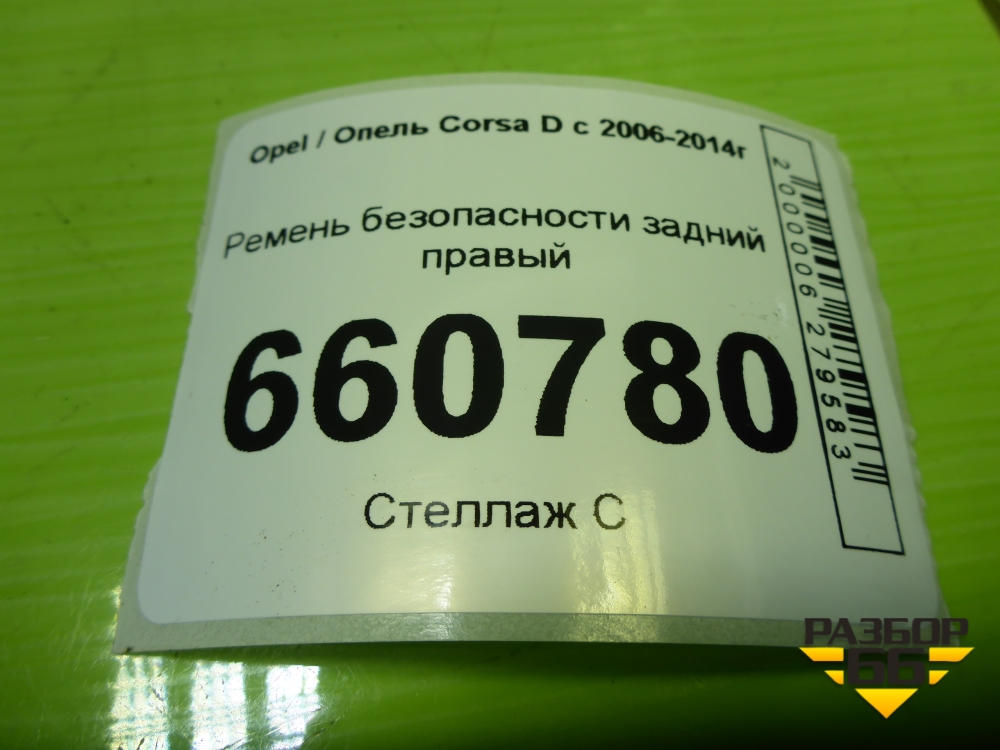 Opel / Опель Corsa D с 2006-2014г
Ремень безопасности задний
правый
660780
Стеллаж С
2000006279583
РАЗБОР
66